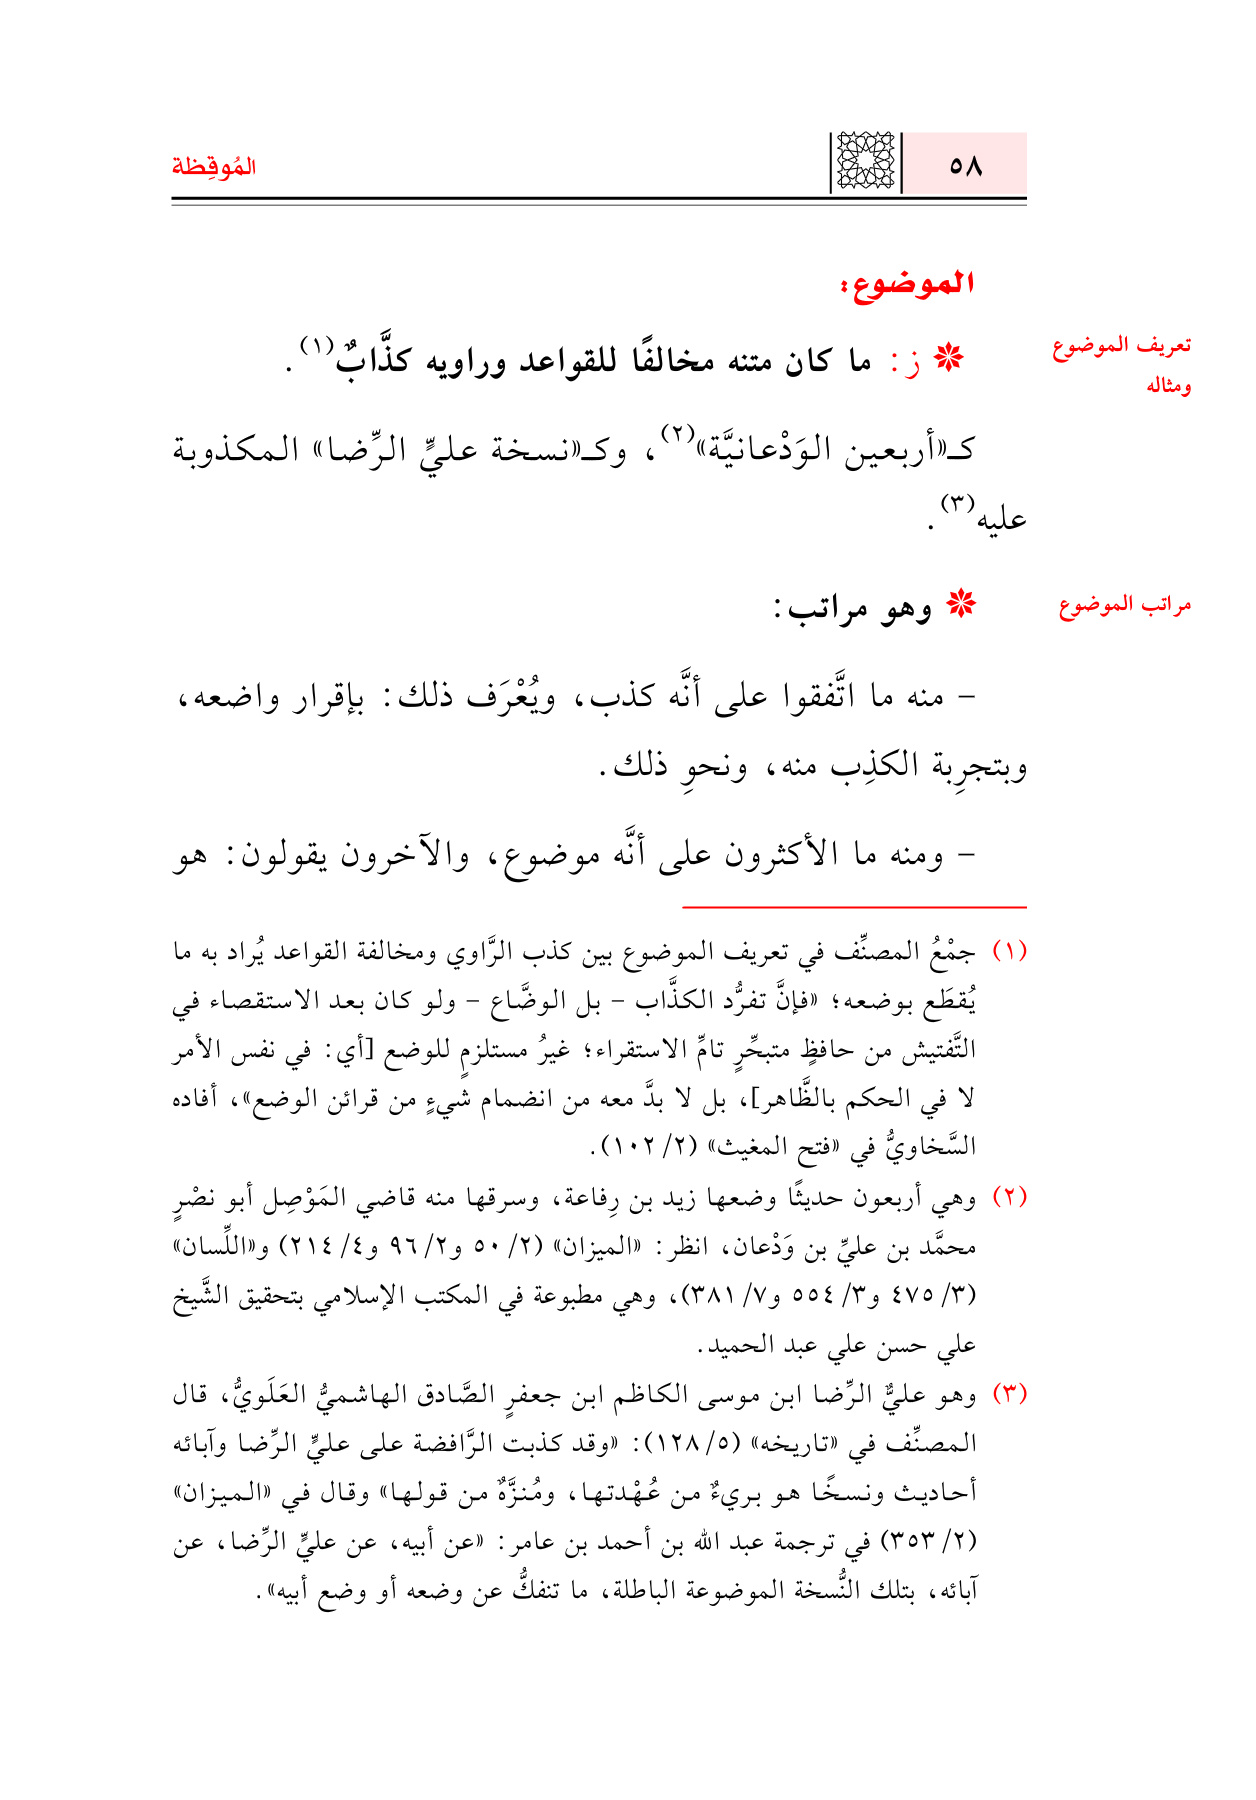 ٥٨
المُوقِظة
الموضوع:
تعريف الموضوع
ومثاله
❋ ز: ما كان متنه مخالفًا للقواعد وراويه كذَّابٌ(١).
كـ«أربعين الوَدْعانيَّة»(٢)، وكـ«نسخة عليٍّ الرِّضا» المكذوبة
عليه(٣).
مراتب الموضوع
❋ وهو مراتب:
– منه ما اتَّفقوا على أنَّه كذب، ويُعْرَف ذلك: بإقرار واضعه،
وبتجرِبة الكذِب منه، ونحوِ ذلك.
– ومنه ما الأكثرون على أنَّه موضوع، والآخرون يقولون: هو
(١) جمْعُ المصنِّف في تعريف الموضوع بين كذب الرَّاوي ومخالفة القواعد يُراد به ما
يُقطَع بوضعه؛ «فإنَّ تفرُّد الكذَّاب – بل الوضَّاع – ولو كان بعد الاستقصاء في
التَّفتيش من حافظٍ متبحِّرٍ تامِّ الاستقراء؛ غيرُ مستلزمٍ للوضع [أي: في نفس الأمر
لا في الحكم بالظَّاهر]، بل لا بدَّ معه من انضمام شيءٍ من قرائن الوضع»، أفاده
السَّخاويُّ في «فتح المغيث» (٢/ ١٠٢).
(٢) وهي أربعون حديثًا وضعها زيد بن رِفاعة، وسرقها منه قاضي المَوْصِل أبو نصْرٍ
محمَّد بن عليِّ بن وَدْعان، انظر: «الميزان» (٢/ ٥٠ و٢/ ٩٦ و٤/ ٢١٤) و«اللِّسان»
(٣/ ٤٧٥ و٣/ ٥٥٤ و٧/ ٣٨١)، وهي مطبوعة في المكتب الإسلامي بتحقيق الشَّيخ
علي حسن علي عبد الحميد.
(٣) وهو عليٌّ الرِّضا ابن موسى الكاظم ابن جعفرٍ الصَّادق الهاشميُّ العَلَويُّ، قال
المصنِّف في «تاريخه» (٥/ ١٢٨): «وقد كذبت الرَّافضة على عليٍّ الرِّضا وآبائه
أحاديث ونسخًا هو بريءٌ من عُهْدتها، ومُنزَّهٌ من قولها» وقال في «الميزان»
(٢/ ٣٥٣) في ترجمة عبد الله بن أحمد بن عامر: «عن أبيه، عن عليٍّ الرِّضا، عن
آبائه، بتلك النُّسخة الموضوعة الباطلة، ما تنفكُّ عن وضعه أو وضع أبيه».